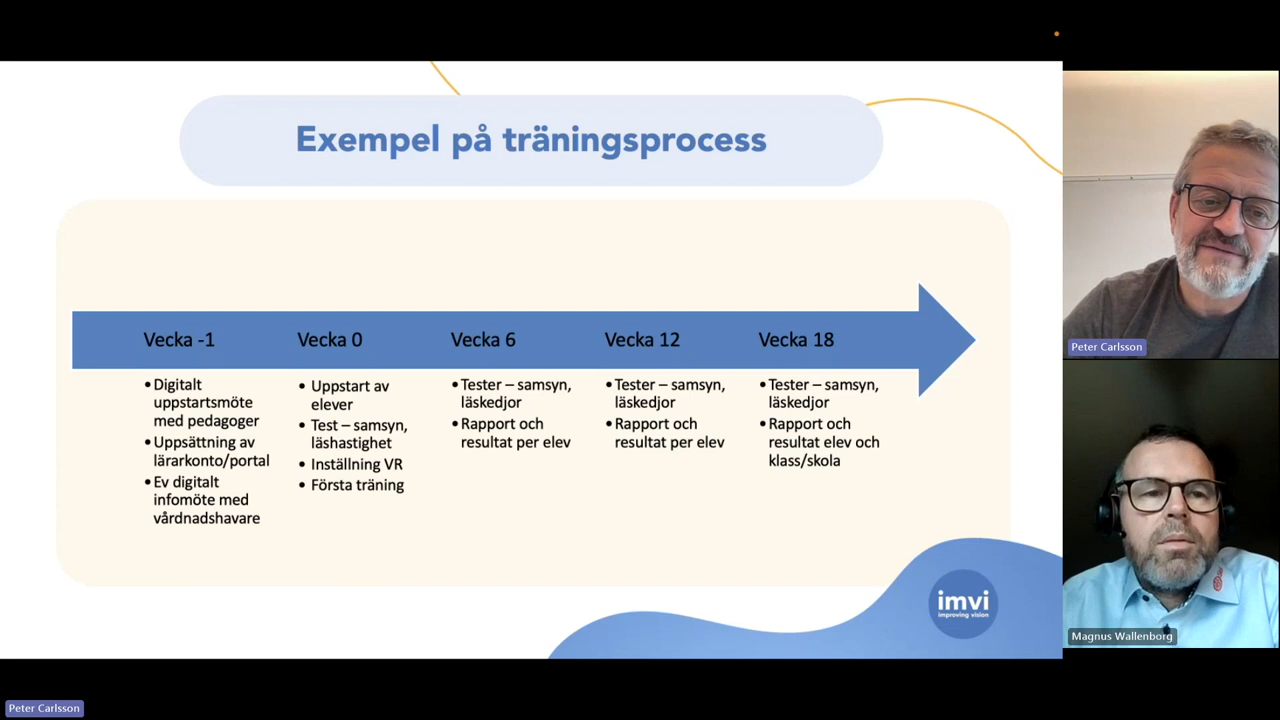 Exempel på träningsprocess
Vecka -1
• Digitalt
uppstartsmöte
med pedagoger
• Uppsättning av
lärarkonto/portal
• Ev digitalt
infomöte med
vårdnadshavare
Vecka 0
• Uppstart av
elever
• Test – samsyn,
läshastighet
• Inställning VR
• Första träning
Vecka 6
• Tester – samsyn,
läskedjor
• Rapport och
resultat per elev
Vecka 12
• Tester – samsyn,
läskedjor
• Rapport och
resultat per elev
Vecka 18
• Tester – samsyn,
läskedjor
• Rapport och
resultat elev och
klass/skola
imvi
improving vision
Peter Carlsson
Magnus Wallenborg
Peter Carlsson